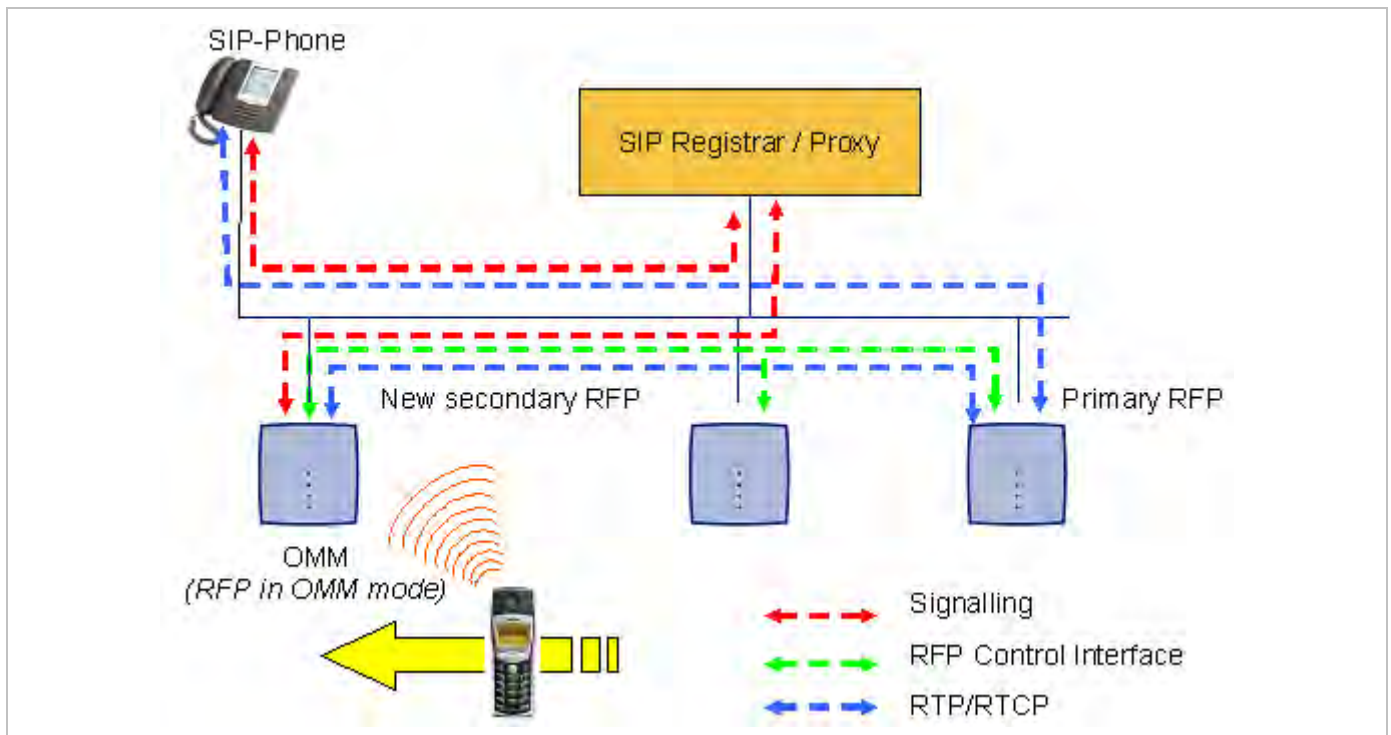 SIP-Phone
SIP Registrar / Proxy
New secondary RFP
Primary RFP
OMM
(RFP in OMM mode)
Signalling
RFP Control Interface
RTP/RTCP